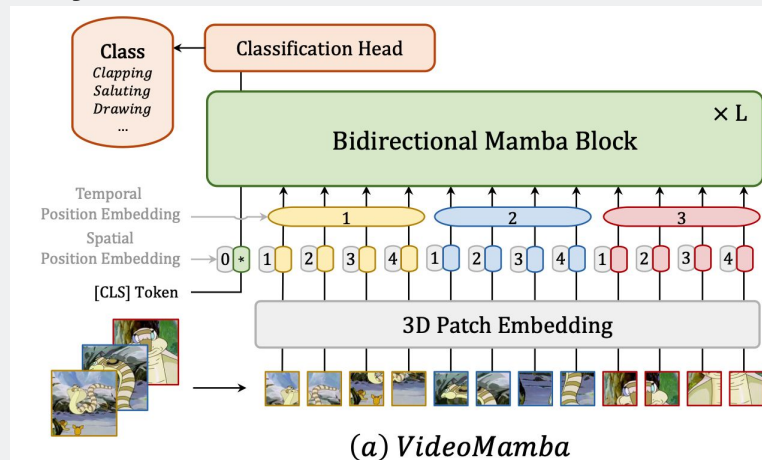 Class
Clapping
Saluting
Drawing
...
Classification Head
× L
Bidirectional Mamba Block
Temporal
Position Embedding
1
2
3
Spatial
Position Embedding
0 * 1 2 3 4 1 2 3 4 1 2 3 4
[CLS] Token
3D Patch Embedding
(a) VideoMamba